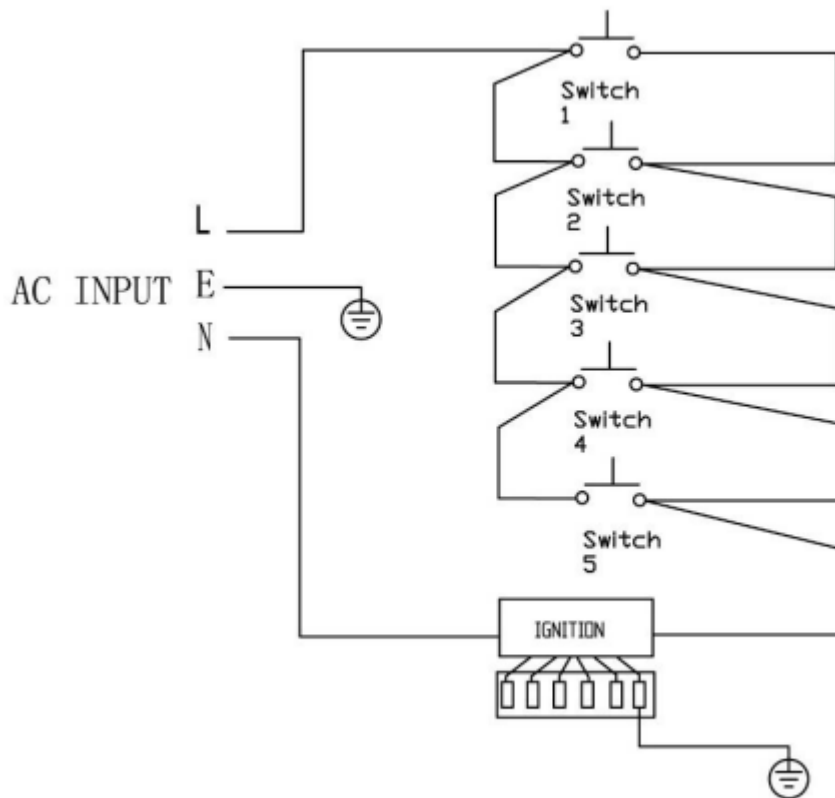 Switch
1
Switch
2
L
AC INPUT E
N
Switch
3
Switch
4
Switch
5
IGNITION